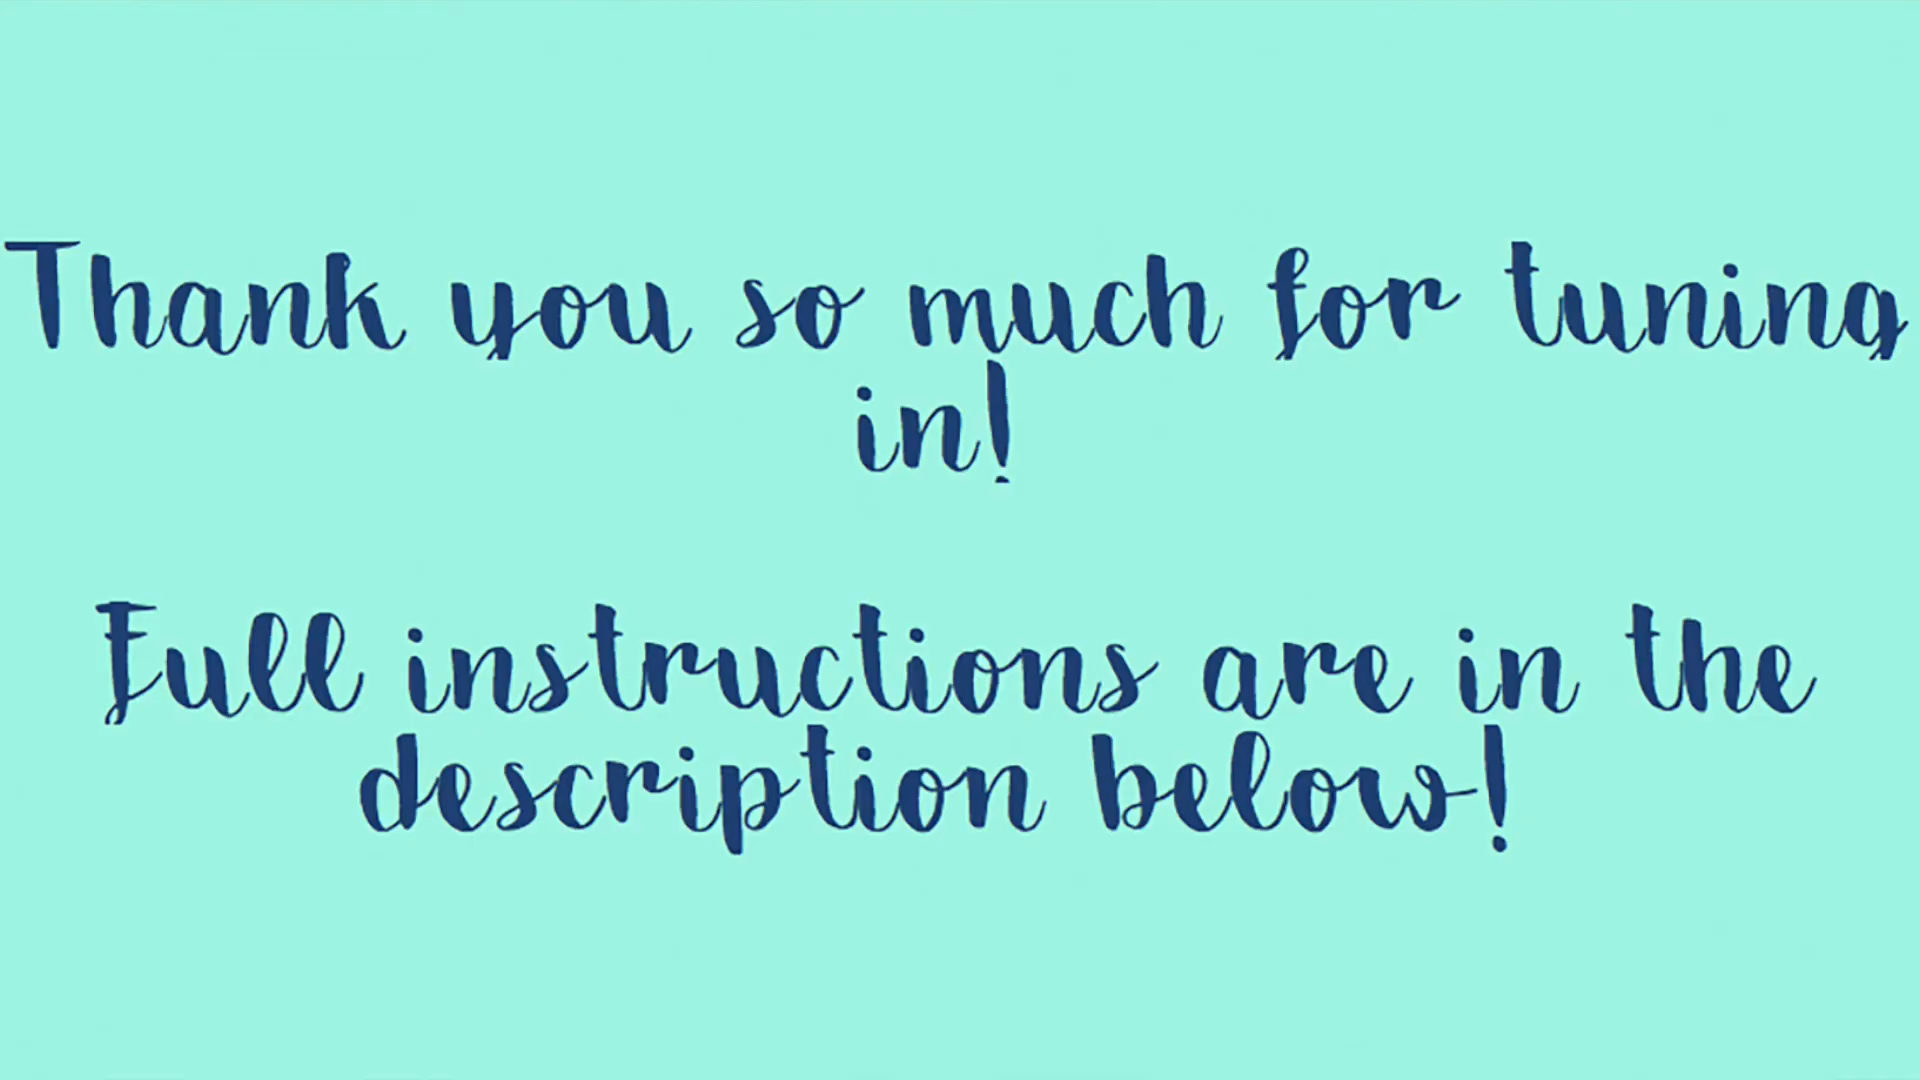 Thank you so much for tuning
in!
Full instructions are in the
description below!